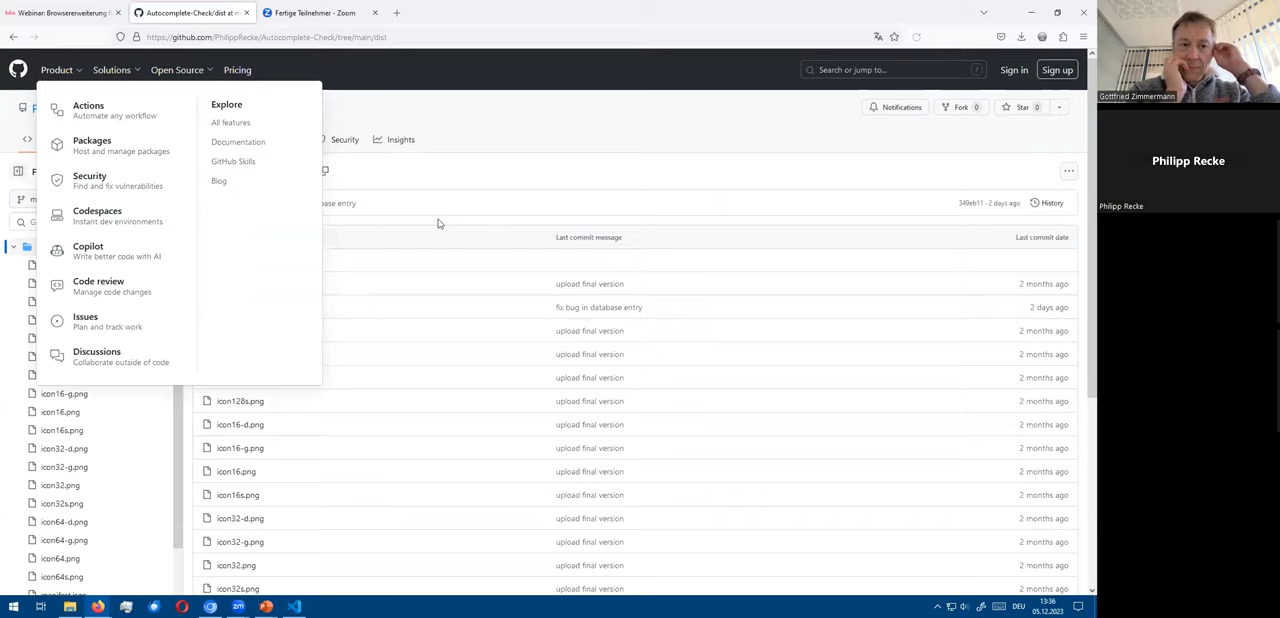 Webinar: Browsererweiterung
Autocomplete-Check/dist at m
Fertige Teilnehmer - Zoom
https://github.com/PhilippRecke/Autocomplete-Check/tree/main/dist
Product
Solutions
Open Source
Pricing
Search or jump to...
/
Sign in
Sign up
Actions
Automate any workflow
Packages
Host and manage packages
Security
Find and fix vulnerabilities
Codespaces
Instant dev environments
Copilot
Write better code with AI
Code review
Manage code changes
Issues
Plan and track work
Discussions
Collaborate outside of code
Explore
All features
Documentation
GitHub Skills
Blog
Notifications
Fork 0
Star 0
Security
Insights
base entry
349eb11 · 2 days ago
History
Last commit message
Last commit date
upload final version
2 months ago
fix bug in database entry
2 days ago
upload final version
2 months ago
upload final version
2 months ago
upload final version
2 months ago
icon128s.png
upload final version
2 months ago
icon16-d.png
upload final version
2 months ago
icon16-g.png
upload final version
2 months ago
icon16.png
upload final version
2 months ago
icon16s.png
upload final version
2 months ago
icon32-d.png
upload final version
2 months ago
icon32-g.png
upload final version
2 months ago
icon32.png
upload final version
2 months ago
icon32s.png
upload final version
2 months ago
icon16-g.png
icon16.png
icon16s.png
icon32-d.png
icon32-g.png
icon32.png
icon32s.png
icon64-d.png
icon64-g.png
icon64.png
icon64s.png
manifest.json
DEU
13:36
05.12.2023
Gottfried Zimmermann
Philipp Recke
Philipp Recke